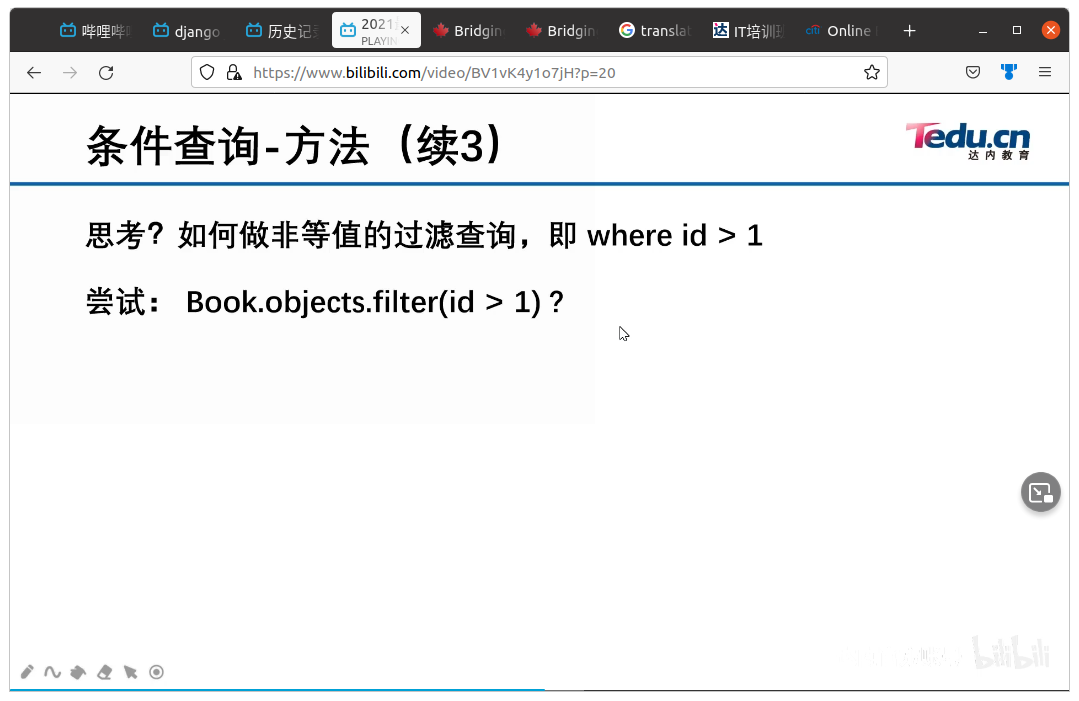 哔哩哔
django
历史记
2021
PLAYIN
Bridgin
Bridgin
translat
IT培训
Online
https://www.bilibili.com/video/BV1vK4y1o7jH?p=20
条件查询-方法（续3）
Tedu.cn
达内教育
思考？如何做非等值的过滤查询，即 where id > 1
尝试： Book.objects.filter(id > 1) ?
bilibili